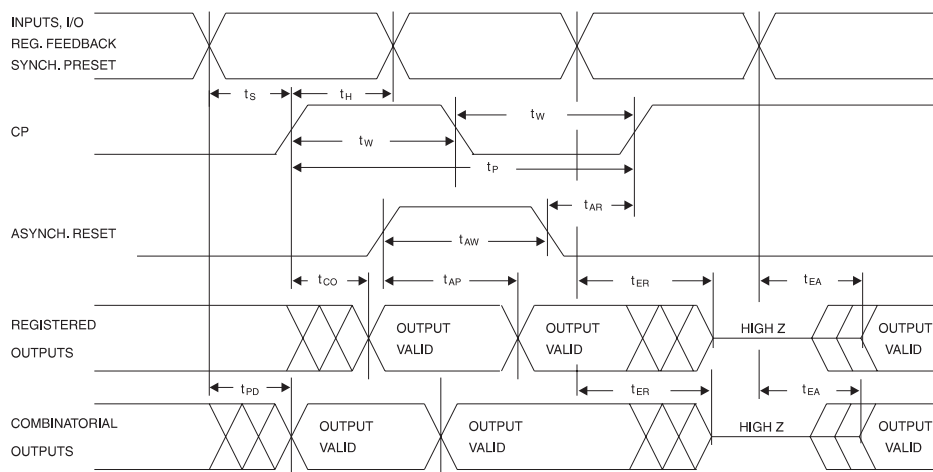 INPUTS, I/O
REG. FEEDBACK
SYNCH. PRESET
tS
tH
CP
tW
tW
tP
ASYNCH. RESET
tAR
tAW
tCO
tAP
tER
tEA
REGISTERED
OUTPUTS
OUTPUT
VALID
OUTPUT
VALID
HIGH Z
OUTPUT
VALID
tPD
tER
tEA
COMBINATORIAL
OUTPUTS
OUTPUT
VALID
OUTPUT
VALID
HIGH Z
OUTPUT
VALID